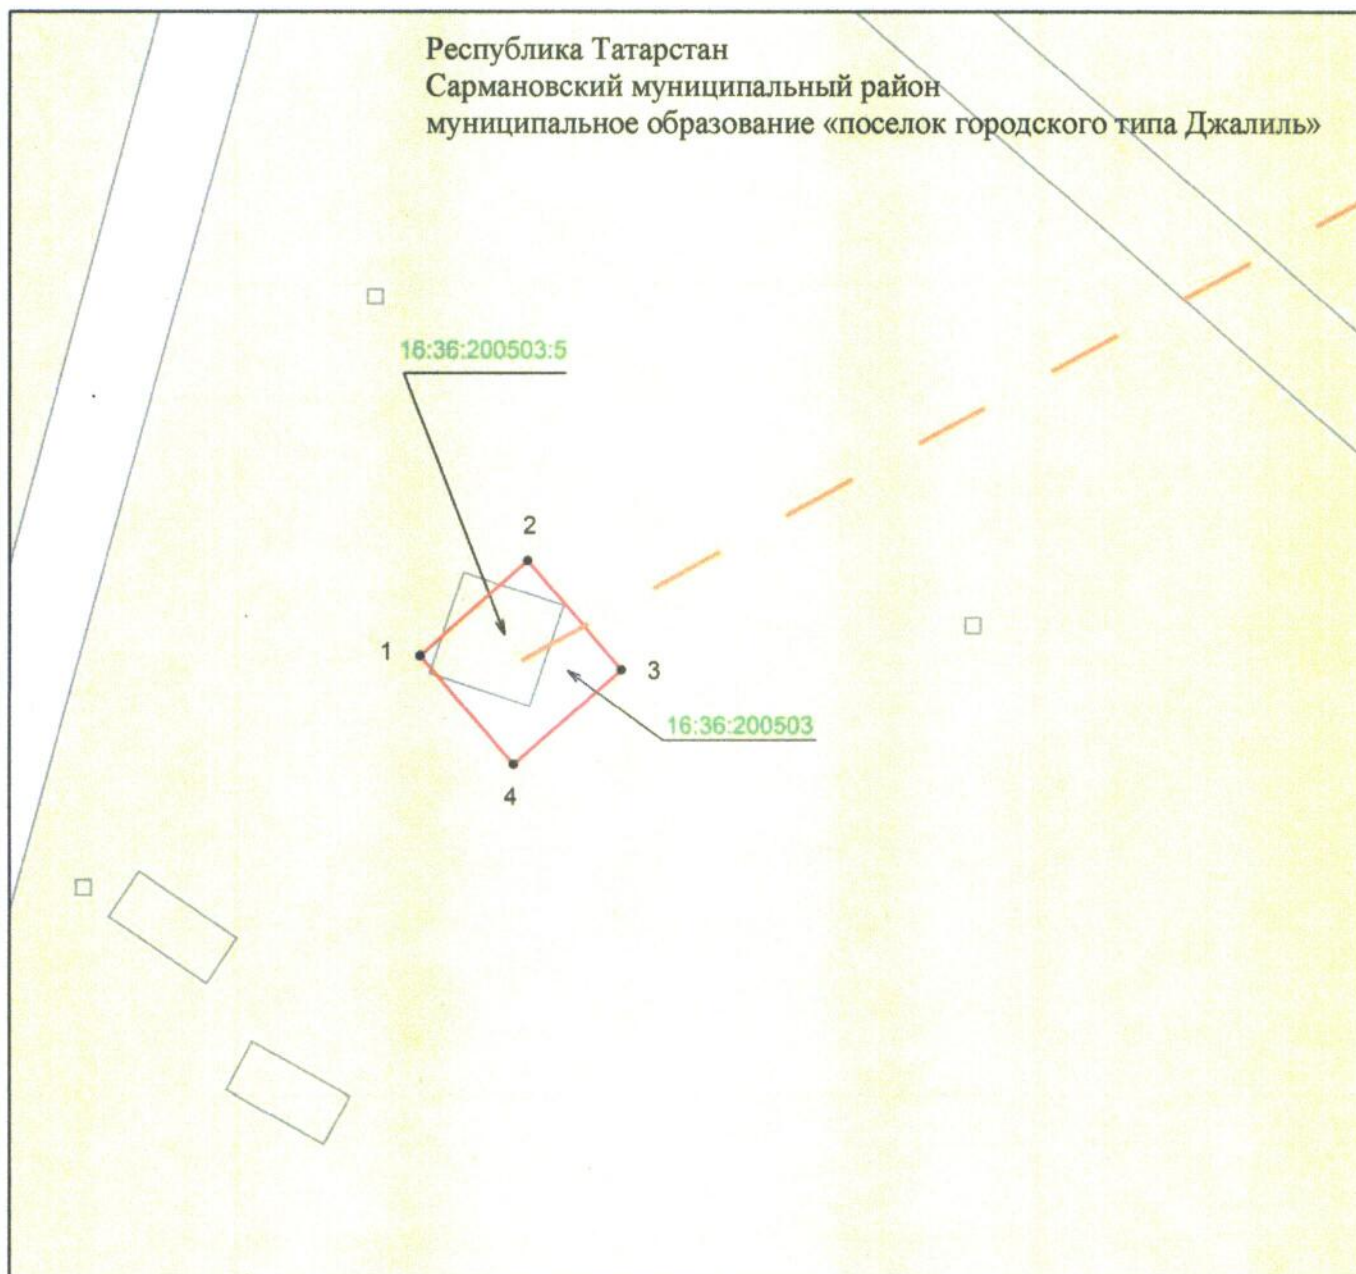 Республика Татарстан
Сармановский муниципальный район
муниципальное образование «поселок городского типа Джалиль»
16:36:200503:5
2
1
3
16:36:200503
4